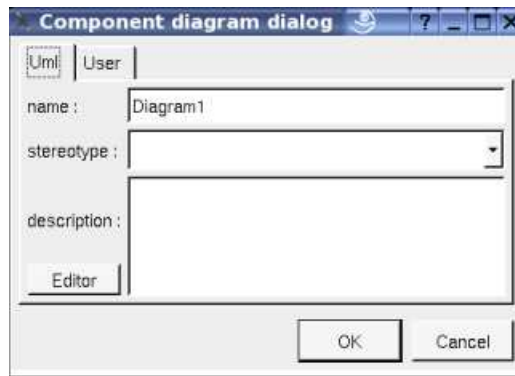 Component diagram dialog ? _ □ ×
Uml User
name : Diagram1
stereotype :
description :
Editor
OK Cancel